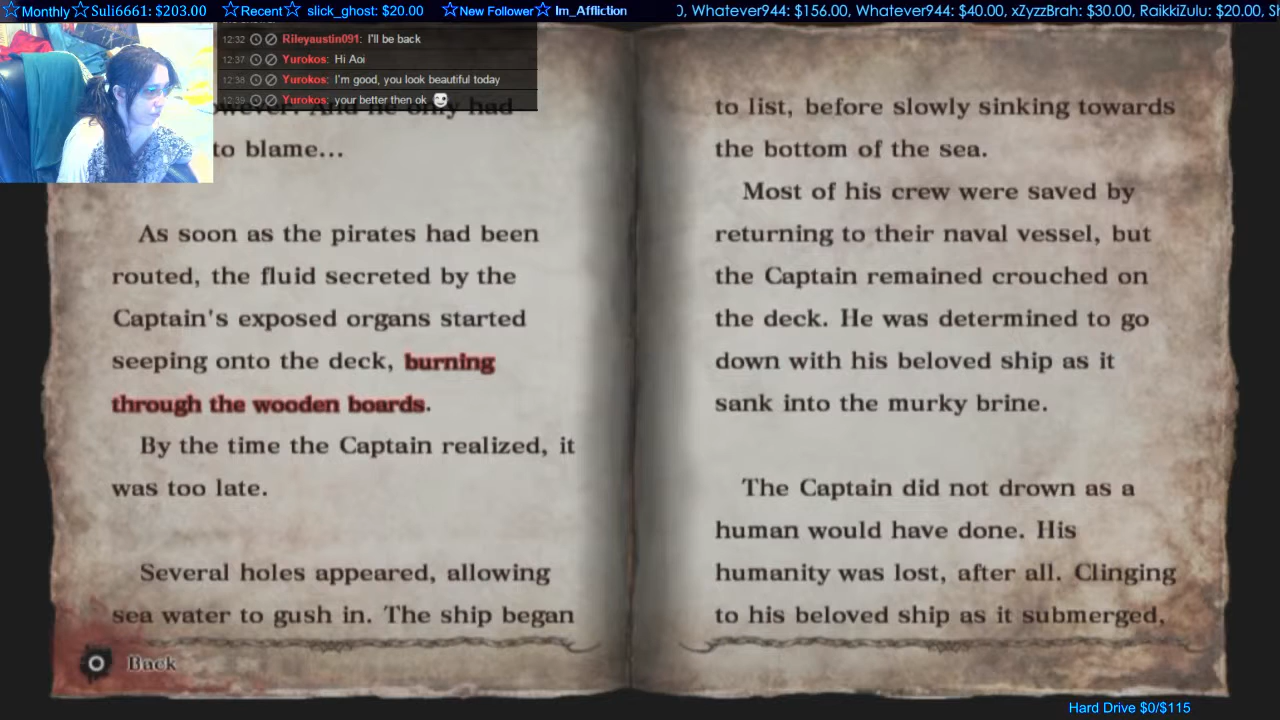 Monthly Suli6661: $203.00 Recent slick_ghost: $20.00 New Follower Im_Affliction
), Whatever944: $156.00, Whatever944: $40.00, xZyzzBrah: $30.00, RaikkiZulu: $20.00, Sh
12:32 Rileyaustin091: I'll be back
12:37 Yurokos: Hi Aoi
12:38 Yurokos: I'm good, you look beautiful today
12:39 Yurokos: your better then ok
And he only had
to blame...
As soon as the pirates had been
routed, the fluid secreted by the
Captain's exposed organs started
seeping onto the deck, burning
through the wooden boards.
By the time the Captain realized, it
was too late.
Several holes appeared, allowing
sea water to gush in. The ship began
Back
to list, before slowly sinking towards
the bottom of the sea.
Most of his crew were saved by
returning to their naval vessel, but
the Captain remained crouched on
the deck. He was determined to go
down with his beloved ship as it
sank into the murky brine.
The Captain did not drown as a
human would have done. His
humanity was lost, after all. Clinging
to his beloved ship as it submerged,
Hard Drive $0/$115